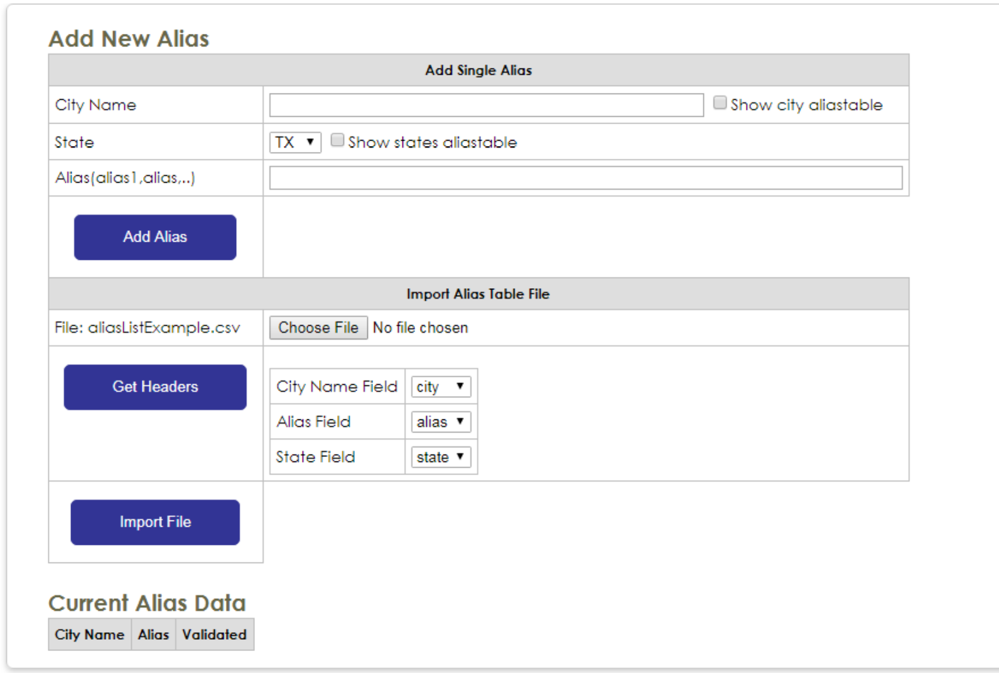 Add New Alias
Add Single Alias
City Name Show city aliastable
State TX Show states aliastable
Alias(alias1,alias,..)
Add Alias
Import Alias Table File
File: aliasListExample.csv Choose File No file chosen
Get Headers
City Name Field city
Alias Field alias
State Field state
Import File
Current Alias Data
City Name Alias Validated